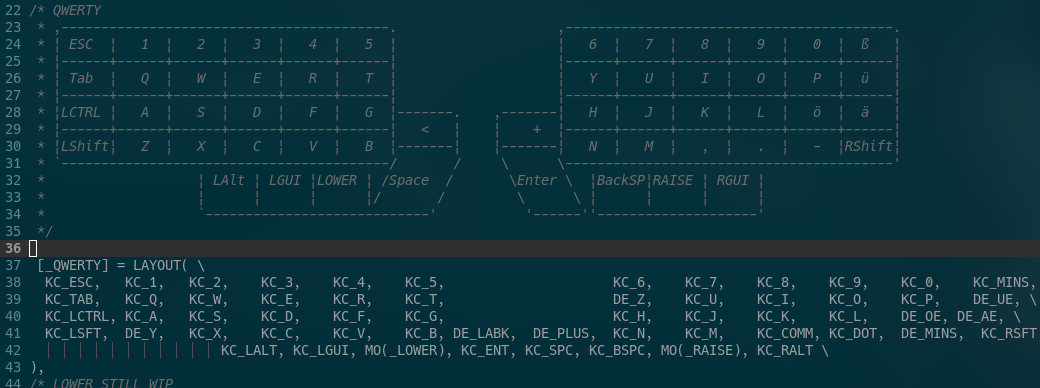 22 /* QWERTY
23  * ,-----------------------------------------.                    ,-----------------------------------------.
24  * | ESC  |   1  |   2  |   3  |   4  |   5  |                    |   6  |   7  |   8  |   9  |   0  |   ß  |
25  * |------+------+------+------+------+------|                    |------+------+------+------+------+------|
26  * | Tab  |   Q  |   W  |   E  |   R  |   T  |                    |   Y  |   U  |   I  |   O  |   P  |   ü  |
27  * |------+------+------+------+------+------|                    |------+------+------+------+------+------|
28  * |LCTRL |   A  |   S  |   D  |   F  |   G  |-------.    ,-------|   H  |   J  |   K  |   L  |   ö  |   ä  |
29  * |------+------+------+------+------+------|   <   |    |   +   |------+------+------+------+------+------|
30  * |LShift|   Z  |   X  |   C  |   V  |   B  |-------|    |-------|   N  |   M  |   ,  |   .  |   -  |RShift|
31  * `-----------------------------------------/       /     \      \-----------------------------------------'
32  *                   | LAlt | LGUI |LOWER | /Space  /       \Enter \  |BackSP|RAISE | RGUI |
33  *                   |      |      |      |/       /         \      \ |      |      |      |
34  *                   `----------------------------'           '------''--------------------'
35  */
36
37  [_QWERTY] = LAYOUT( \
38   KC_ESC,   KC_1,   KC_2,    KC_3,    KC_4,    KC_5,                     KC_6,    KC_7,    KC_8,    KC_9,    KC_0,    KC_MINS,
39   KC_TAB,   KC_Q,   KC_W,    KC_E,    KC_R,    KC_T,                     DE_Z,    KC_U,    KC_I,    KC_O,    KC_P,    DE_UE, \
40   KC_LCTRL, KC_A,   KC_S,    KC_D,    KC_F,    KC_G,                     KC_H,    KC_J,    KC_K,    KC_L,    DE_OE, DE_AE, \
41   KC_LSFT,  DE_Y,   KC_X,    KC_C,    KC_V,    KC_B, DE_LABK,  DE_PLUS,  KC_N,    KC_M,    KC_COMM, KC_DOT,  DE_MINS,  KC_RSFT
42                         KC_LALT, KC_LGUI, MO(_LOWER), KC_ENT, KC_SPC, KC_BSPC, MO(_RAISE), KC_RALT \
43 ),
44 /* LOWER STILL WIP